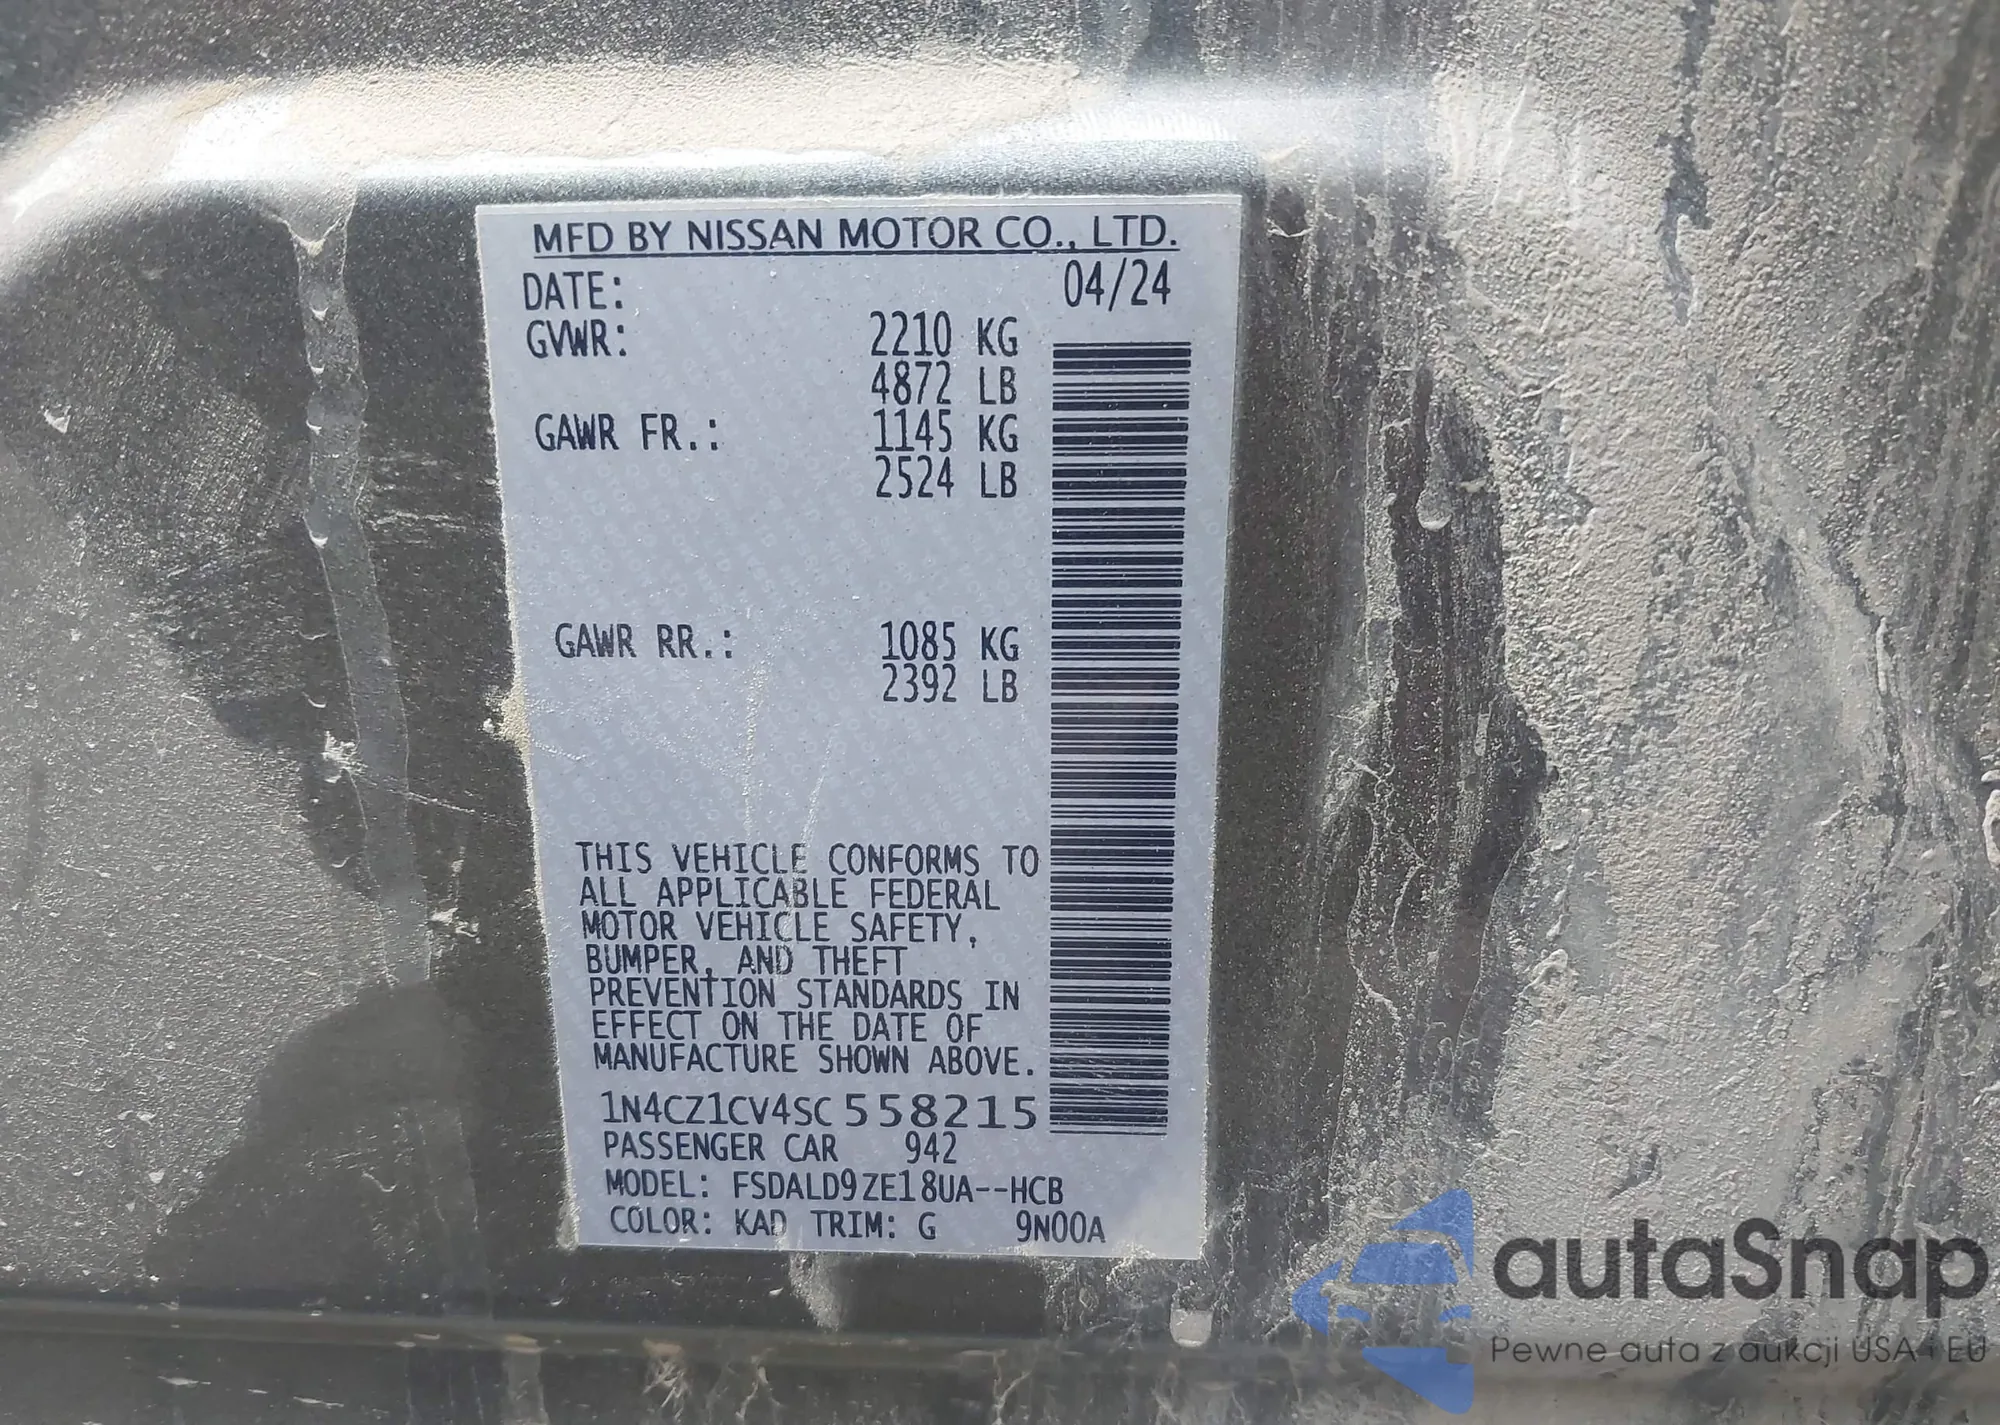 MFD BY NISSAN MOTOR CO., LTD.
DATE: 04/24
GVWR: 2210 KG
4872 LB
GAWR FR.: 1145 KG
2524 LB
GAWR RR.: 1085 KG
2392 LB
THIS VEHICLE CONFORMS TO
ALL APPLICABLE FEDERAL
MOTOR VEHICLE SAFETY,
BUMPER, AND THEFT
PREVENTION STANDARDS IN
EFFECT ON THE DATE OF
MANUFACTURE SHOWN ABOVE.
1N4CZ1CV4SC558215
PASSENGER CAR 942
MODEL: FSDALD9ZE18UA--HCB
COLOR: KAD TRIM: G 9N00A
autaSnap
Pewne auta z aukcji USA i EU